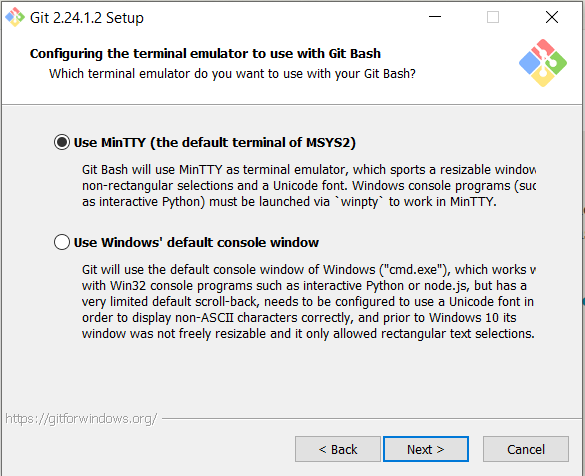 Git 2.24.1.2 Setup
Configuring the terminal emulator to use with Git Bash
Which terminal emulator do you want to use with your Git Bash?
Use MinTTY (the default terminal of MSYS2)
Git Bash will use MinTTY as terminal emulator, which sports a resizable window
non-rectangular selections and a Unicode font. Windows console programs (suc
as interactive Python) must be launched via `winpty` to work in MinTTY.
Use Windows' default console window
Git will use the default console window of Windows ("cmd.exe"), which works w
with Win32 console programs such as interactive Python or node.js, but has a
very limited default scroll-back, needs to be configured to use a Unicode font in
order to display non-ASCII characters correctly, and prior to Windows 10 its
window was not freely resizable and it only allowed rectangular text selections.
https://gitforwindows.org/
< Back
Next >
Cancel